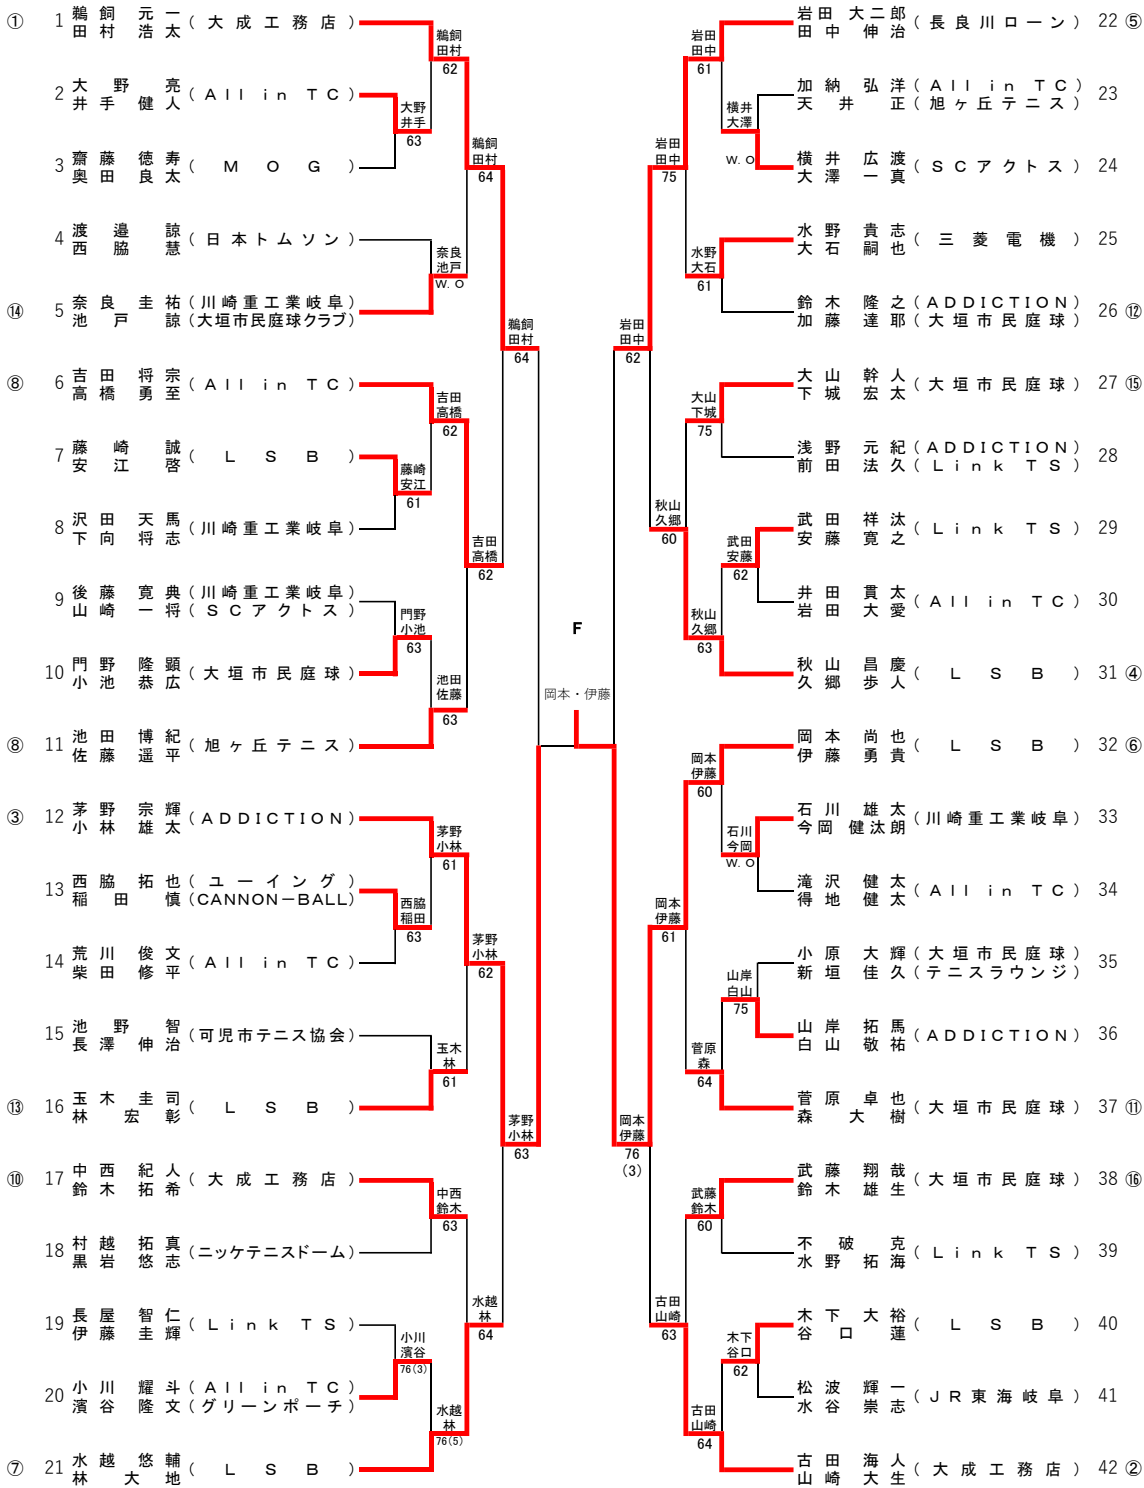 ① 1 鵜飼 元一 田村 浩太 (大成工務店)
2 大野 亮 井手 健人 (All in TC)
3 齋藤 徳寿 奥田 良太 (MOG)
4 渡邉 諒 西脇 慧 (日本トムソン)
⑭ 5 奈良 圭祐 (川崎重工業岐阜) 池戸 諒 (大垣市民庭球クラブ)
⑧ 6 吉田 将宗 高橋 勇至 (All in TC)
7 藤崎 誠 安江 啓 (LSB)
8 沢田 天馬 下向 将志 (川崎重工業岐阜)
9 後藤 寛典 (川崎重工業岐阜) 山崎 一将 (SCアクトス)
10 門野 隆顕 小池 恭広 (大垣市民庭球)
⑧ 11 池田 博紀 佐藤 遥平 (旭ヶ丘テニス)
③ 12 茅野 宗輝 小林 雄太 (ADDICTION)
13 西脇 拓也 (ユーイング) 稲田 慎 (CANNON-BALL)
14 荒川 俊文 柴田 修平 (All in TC)
15 池野 智 長澤 伸治 (可児市テニス協会)
⑬ 16 玉木 圭司 林 宏彰 (LSB)
⑩ 17 中西 紀人 鈴木 拓希 (大成工務店)
18 村越 拓真 黒岩 悠志 (ニッケテニスドーム)
19 長屋 智仁 伊藤 圭輝 (Link TS)
20 小川 耀斗 (All in TC) 濱谷 隆文 (グリーンポーチ)
⑦ 21 水越 悠輔 林 大地 (LSB)
鵜飼 田村 62
大野 井手 63
鵜飼 田村 64
奈良 池戸 W.O
鵜飼 田村 64
吉田 高橋 62
藤崎 安江 61
吉田 高橋 62
門野 小池 63
池田 佐藤 63
茅野 小林 61
西脇 稲田 63
茅野 小林 62
玉木 林 61
茅野 小林 63
中西 鈴木 63
水越 林 64
小川 濱谷 76(3)
水越 林 76(5)
F
岡本・伊藤
岩田 田中 61
横井 大澤 W.O
岩田 田中 75
水野 大石 61
岩田 田中 62
大山 下城 75
秋山 久郷 60
武田 安藤 62
秋山 久郷 63
岡本 伊藤 60
石川 今岡 W.O
岡本 伊藤 61
山岸 白山 75
菅原 森 64
岡本 伊藤 76 (3)
武藤 鈴木 60
古田 山崎 63
木下 谷口 62
古田 山崎 64
岩田 大二郎 田中 伸治 (長良川ローン) 22 ⑤
加納 弘洋 (All in TC) 天井 正 (旭ヶ丘テニス) 23
横井 広渡 大澤 一真 (SCアクトス) 24
水野 貴志 大石 嗣也 (三菱電機) 25
鈴木 隆之 (ADDICTION) 加藤 達耶 (大垣市民庭球) 26 ⑫
大山 幹人 下城 宏太 (大垣市民庭球) 27 ⑮
浅野 元紀 (ADDICTION) 前田 法久 (Link TS) 28
武田 祥汰 安藤 寛之 (Link TS) 29
井田 貫太 岩田 大愛 (All in TC) 30
秋山 昌慶 久郷 歩人 (LSB) 31 ④
岡本 尚也 伊藤 勇貴 (LSB) 32 ⑥
石川 雄太 今岡 健汰朗 (川崎重工業岐阜) 33
滝沢 健太 得地 健太 (All in TC) 34
小原 大輝 (大垣市民庭球) 新垣 佳久 (テニスラウンジ) 35
山岸 拓馬 白山 敬祐 (ADDICTION) 36
菅原 卓也 森 大樹 (大垣市民庭球) 37 ⑪
武藤 翔哉 鈴木 雄生 (大垣市民庭球) 38 ⑯
不破 克 水野 拓海 (Link TS) 39
木下 大裕 谷口 蓮 (LSB) 40
松波 輝一 水谷 崇志 (JR東海岐阜) 41
古田 海人 山崎 大生 (大成工務店) 42 ②